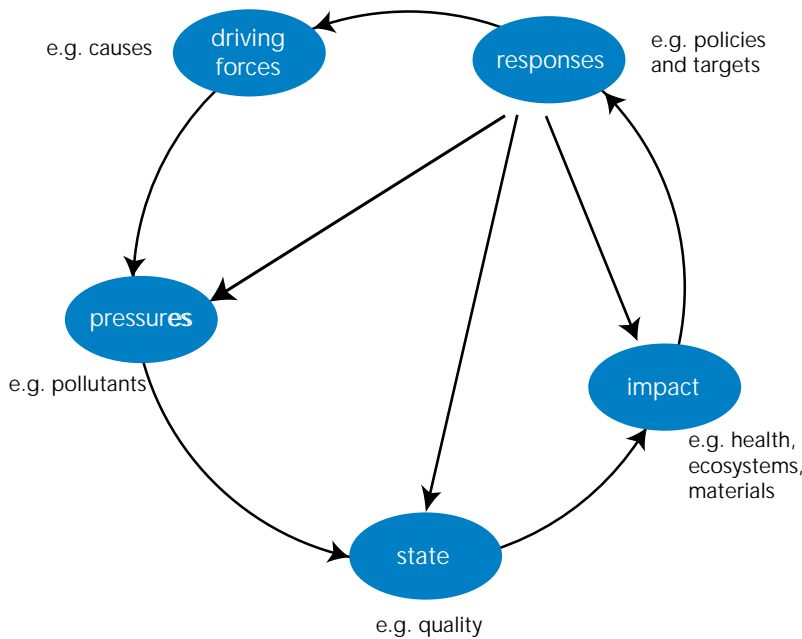 e.g. causes
driving
forces
responses
e.g. policies
and targets
pressures
e.g. pollutants
impact
e.g. health,
ecosystems,
materials
state
e.g. quality